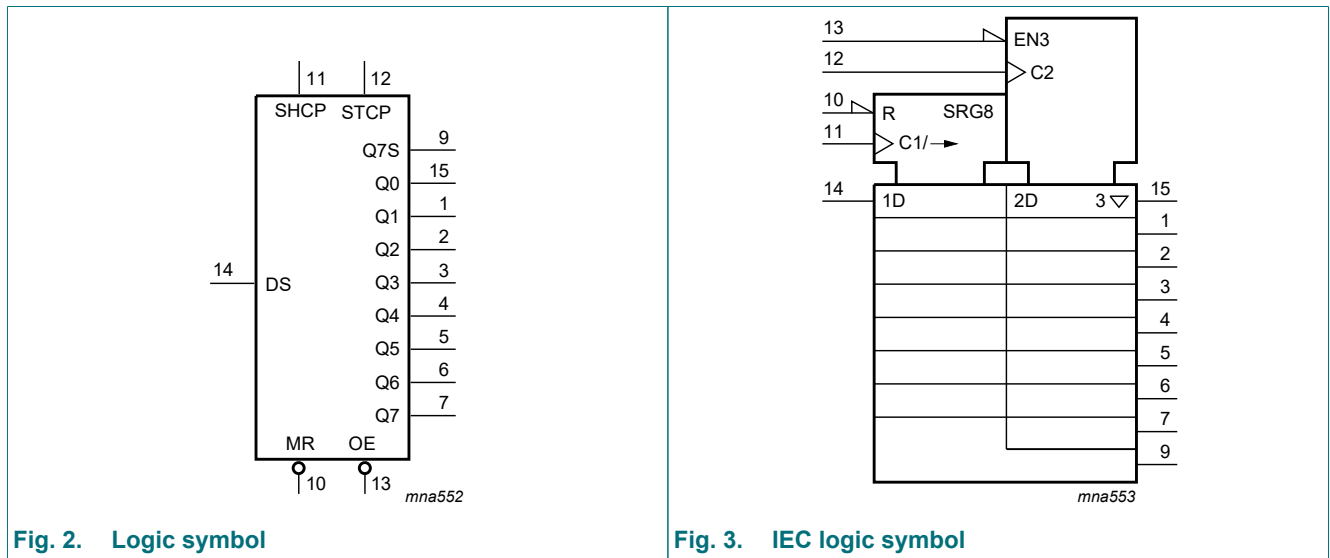 11 12
SHCP STCP
Q7S 9
Q0 15
Q1 1
Q2 2
14 DS Q3 3
Q4 4
Q5 5
Q6 6
Q7 7
MR OE
10 13
mna552
Fig. 2. Logic symbol
13 EN3
12 C2
10 R SRG8
11 C1/
14 1D 2D 3 15
1
2
3
4
5
6
7
9
mna553
Fig. 3. IEC logic symbol